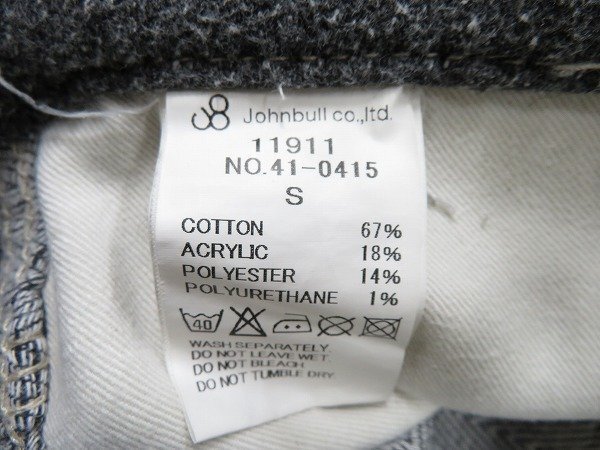 Johnbull co.,ltd.
11911
NO.41-0415
S
COTTON 67%
ACRYLIC 18%
POLYESTER 14%
POLYURETHANE 1%
40
WASH SEPARATELY.
DO NOT LEAVE WET.
DO NOT BLEACH
DO NOT TUMBLE DRY